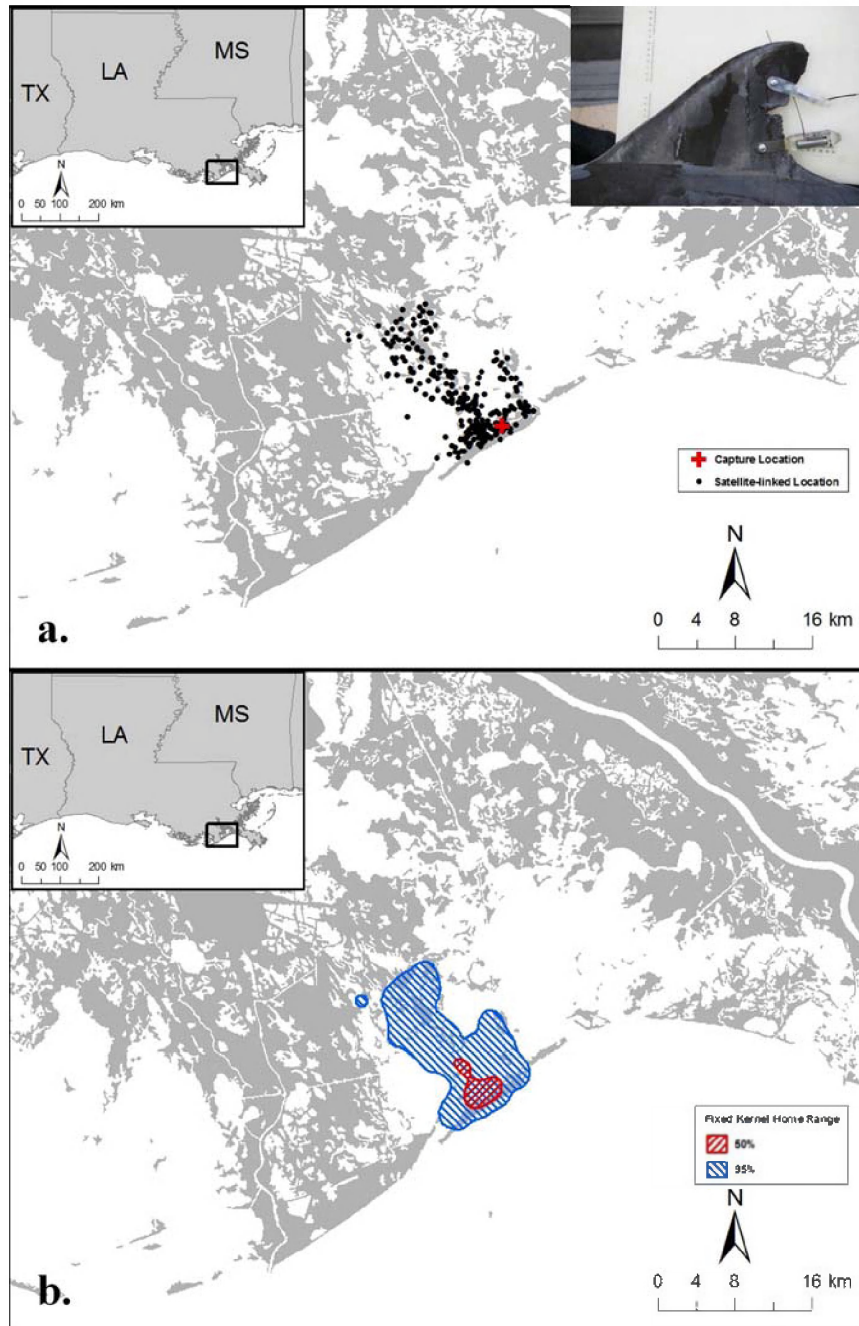 TX
LA
MS
N
0 50 100 200 km
Capture Location
Satellite-linked Location
N
0 4 8 16 km
a.
TX
LA
MS
N
0 50 100 200 km
Fixed Kernel Home Range
50%
95%
N
0 4 8 16 km
b.